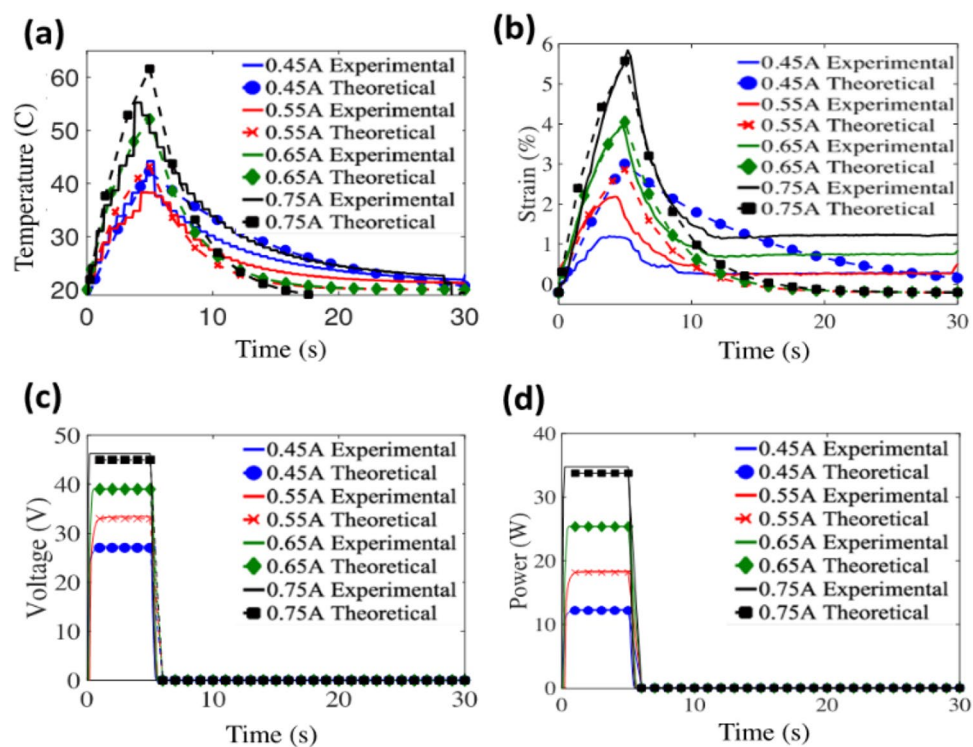 (a)
60
50
40
30
20
Temperature (C)
0.45A Experimental
0.45A Theoretical
0.55A Experimental
0.55A Theoretical
0.65A Experimental
0.65A Theoretical
0.75A Experimental
0.75A Theoretical
0 10 20 30
Time (s)
(b)
6
5
4
3
2
1
0
Strain (%)
0.45A Experimental
0.45A Theoretical
0.55A Experimental
0.55A Theoretical
0.65A Experimental
0.65A Theoretical
0.75A Experimental
0.75A Theoretical
0 10 20 30
Time (s)
(c)
50
40
30
20
10
0
Voltage (V)
0.45A Experimental
0.45A Theoretical
0.55A Experimental
0.55A Theoretical
0.65A Experimental
0.65A Theoretical
0.75A Experimental
0.75A Theoretical
0 10 20 30
Time (s)
(d)
40
30
20
10
0
Power (W)
0.45A Experimental
0.45A Theoretical
0.55A Experimental
0.55A Theoretical
0.65A Experimental
0.65A Theoretical
0.75A Experimental
0.75A Theoretical
0 10 20 30
Time (s)